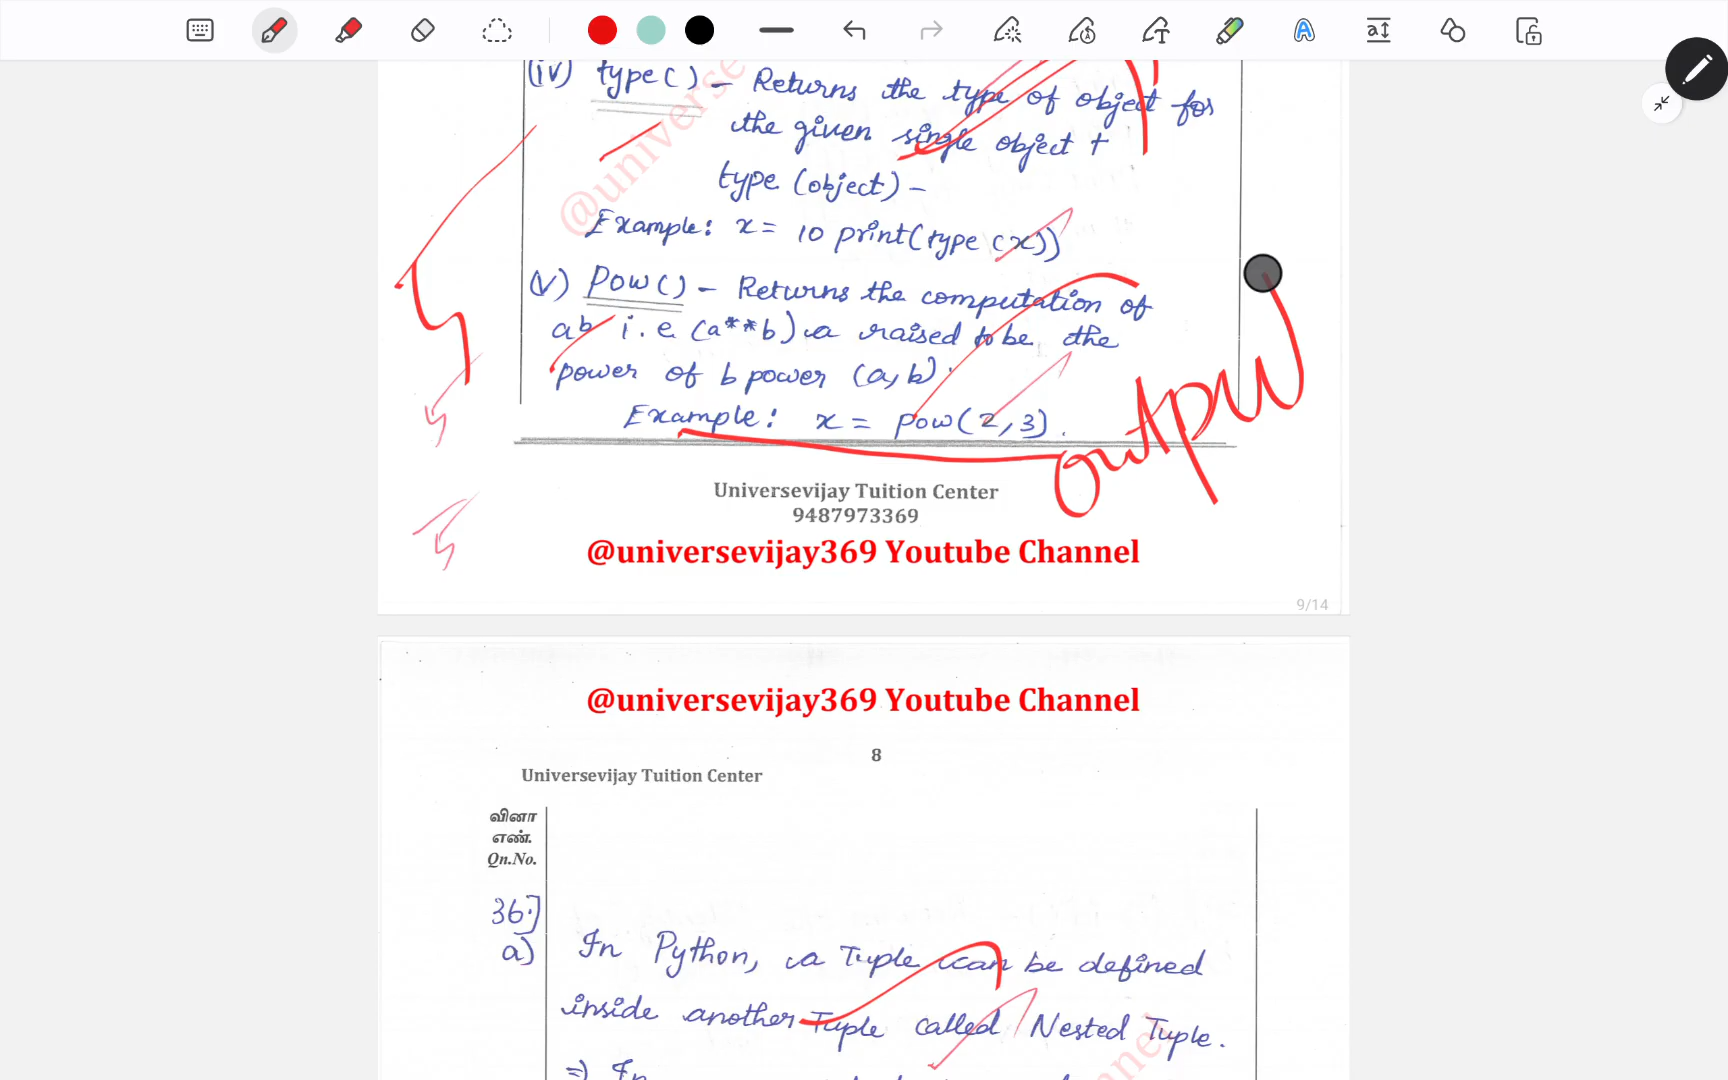 (iv) type() - Returns the type of object for
the given single object +
type (object) -
Example: x = 10 print(type (x))
(V) Pow() - Returns the computation of
ab i.e (a**b) a raised to be the
power of b power (a,b).
Example: x = pow(2,3).
outpu
@universe
Universevijay Tuition Center
9487973369
@universevijay369 Youtube Channel
9/14
@universevijay369 Youtube Channel
8
Universevijay Tuition Center
வினா
எண்.
Qn.No.
36.]
a) In Python, a Tuple can be defined
inside another Tuple called Nested Tuple.
=) In